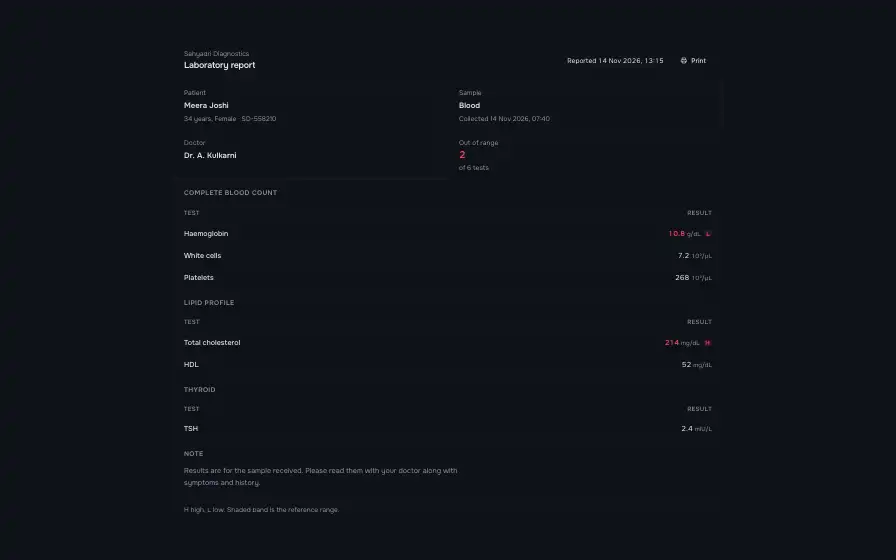 Sahyadri Diagnostics
Laboratory report
Reported 14 Nov 2026, 13:15
Print
Patient
Meera Joshi
34 years, Female · SD-558210
Sample
Blood
Collected 14 Nov 2026, 07:40
Doctor
Dr. A. Kulkarni
Out of range
2
of 6 tests
COMPLETE BLOOD COUNT
TEST RESULT
Haemoglobin 10.8 g/dL L
White cells 7.2 10³/µL
Platelets 268 10³/µL
LIPID PROFILE
TEST RESULT
Total cholesterol 214 mg/dL H
HDL 52 mg/dL
THYROID
TEST RESULT
TSH 2.4 mIU/L
NOTE
Results are for the sample received. Please read them with your doctor along with
symptoms and history.
H high, L low. Shaded band is the reference range.